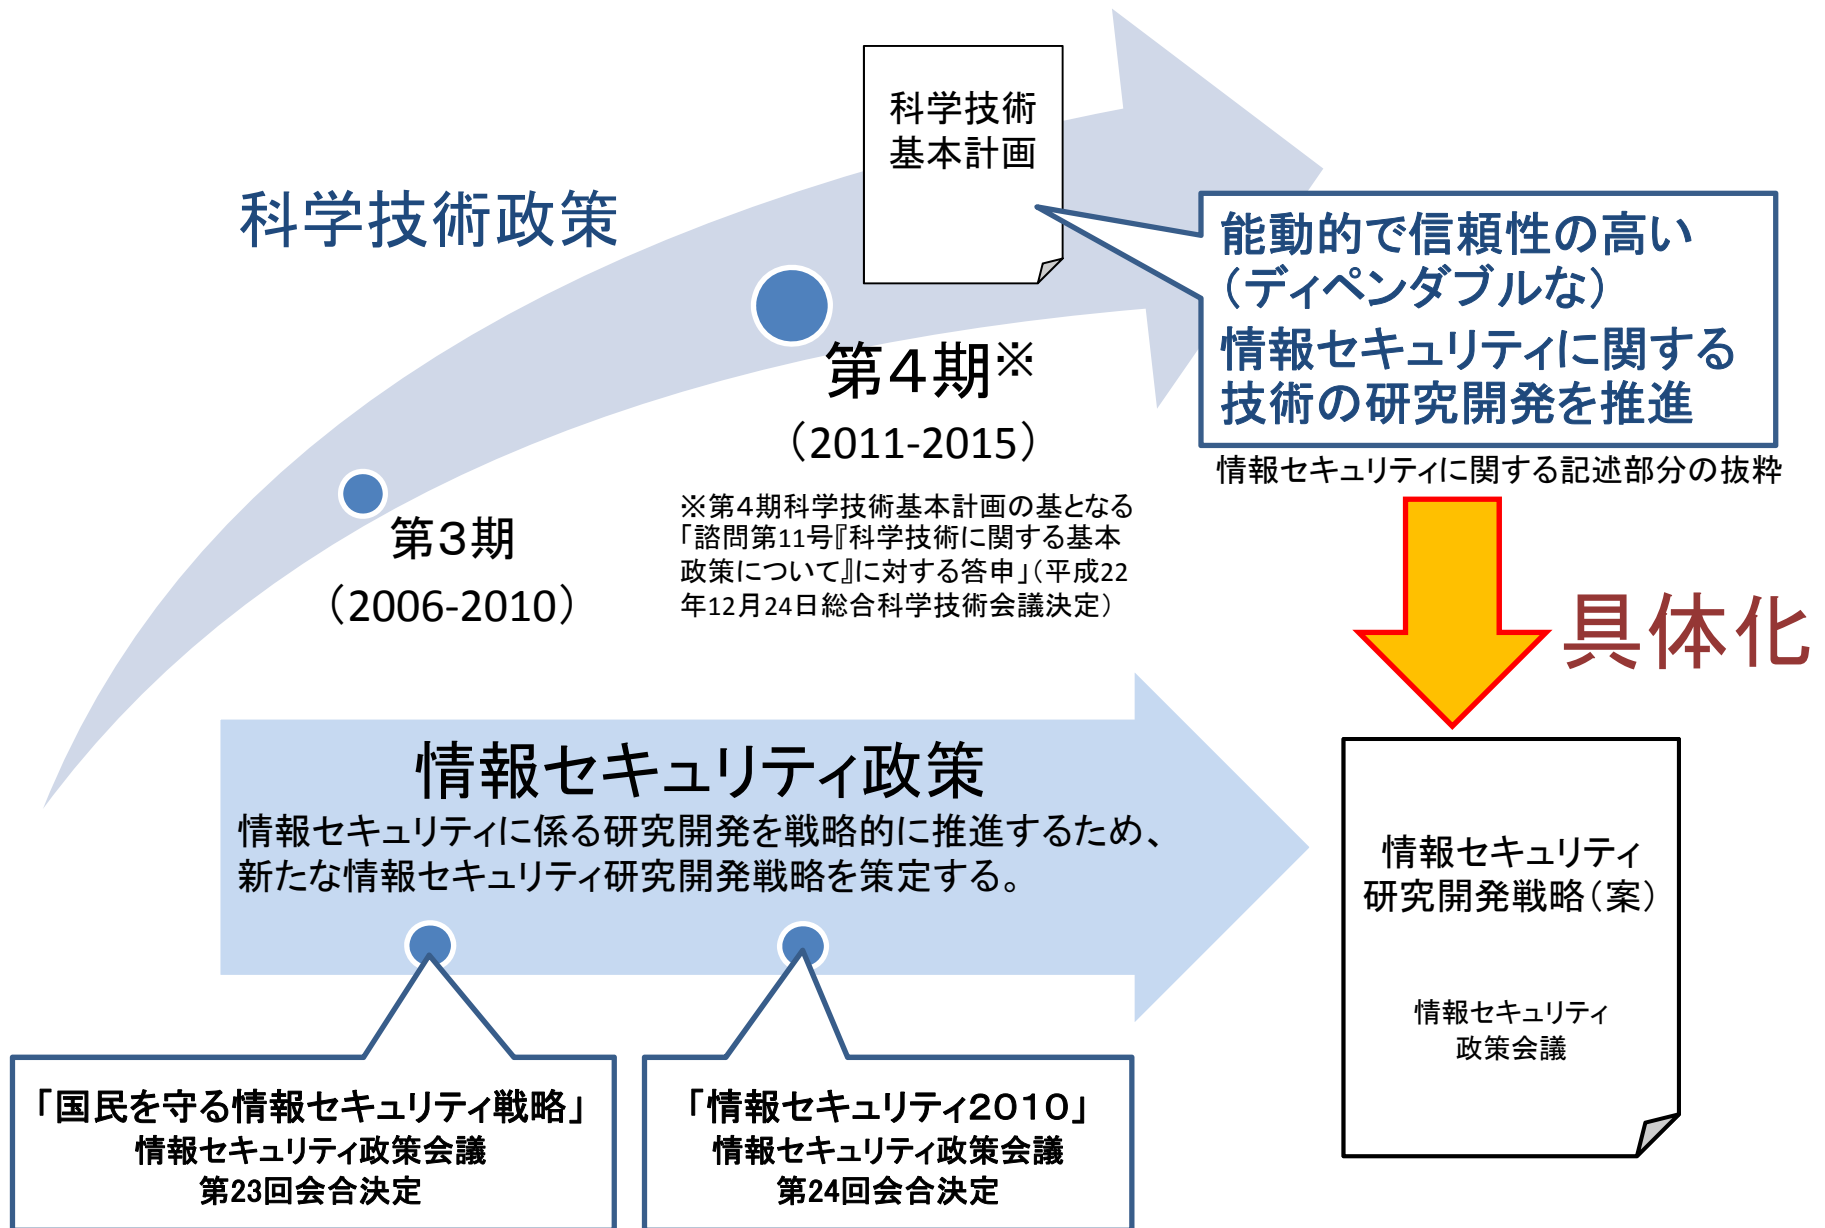 科学技術
基本計画
科学技術政策
能動的で信頼性の高い
（ディペンダブルな）
情報セキュリティに関する
技術の研究開発を推進
情報セキュリティに関する記述部分の抜粋
第４期※
（2011-2015）
※第４期科学技術基本計画の基となる
「諮問第11号『科学技術に関する基本
政策について』に対する答申」（平成22
年12月24日総合科学技術会議決定）
第３期
（2006-2010）
具体化
情報セキュリティ政策
情報セキュリティに係る研究開発を戦略的に推進するため、
新たな情報セキュリティ研究開発戦略を策定する。
情報セキュリティ
研究開発戦略（案）
情報セキュリティ
政策会議
「国民を守る情報セキュリティ戦略」
情報セキュリティ政策会議
第23回会合決定
「情報セキュリティ２０１０」
情報セキュリティ政策会議
第24回会合決定